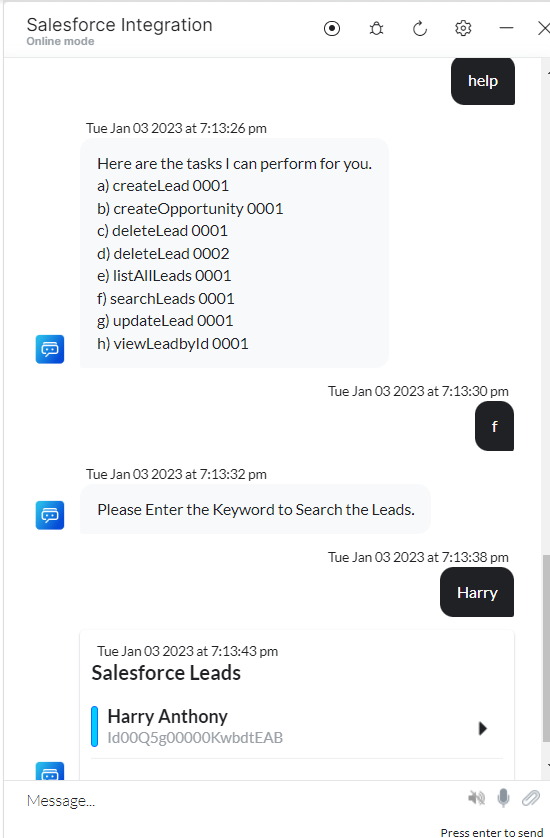 Salesforce Integration
Online mode
help
Tue Jan 03 2023 at 7:13:26 pm
Here are the tasks I can perform for you.
a) createLead 0001
b) createOpportunity 0001
c) deleteLead 0001
d) deleteLead 0002
e) listAllLeads 0001
f) searchLeads 0001
g) updateLead 0001
h) viewLeadbyId 0001
Tue Jan 03 2023 at 7:13:30 pm
f
Tue Jan 03 2023 at 7:13:32 pm
Please Enter the Keyword to Search the Leads.
Tue Jan 03 2023 at 7:13:38 pm
Harry
Tue Jan 03 2023 at 7:13:43 pm
Salesforce Leads
Harry Anthony
Id00Q5g00000KwbdtEAB
Message...
Press enter to send